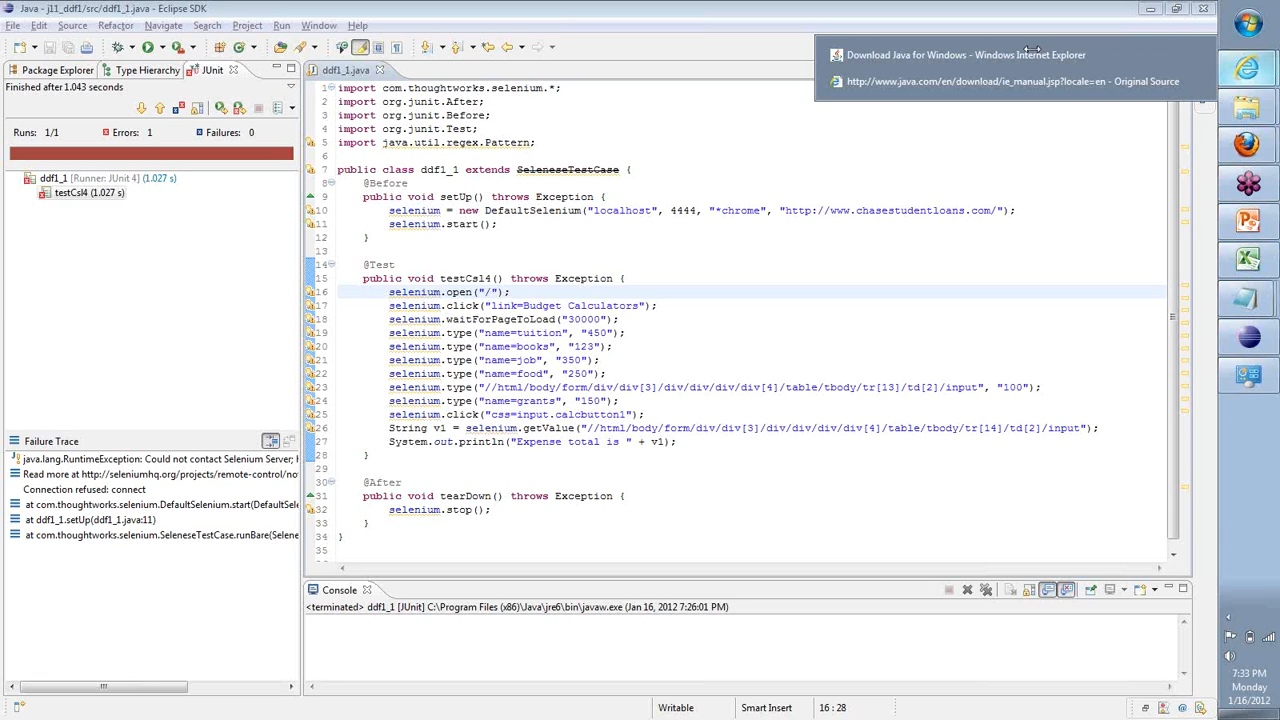 Java - j11_ddf1/src/ddf1_1.java - Eclipse SDK
File Edit Source Refactor Navigate Search Project Run Window Help
Download Java for Windows - Windows Internet Explorer
http://www.java.com/en/download/ie_manual.jsp?locale=en - Original Source
Package Explorer Type Hierarchy JUnit
Finished after 1.043 seconds
Runs: 1/1 Errors: 1 Failures: 0
ddf1_1 [Runner: JUnit 4] (1.027 s)
testCsl4 (1.027 s)
ddf1_1.java
1 import com.thoughtworks.selenium.*;
2 import org.junit.After;
3 import org.junit.Before;
4 import org.junit.Test;
5 import java.util.regex.Pattern;
6
7 public class ddf1_1 extends SeleneseTestCase {
8 @Before
9 public void setUp() throws Exception {
10 selenium = new DefaultSelenium("localhost", 4444, "*chrome", "http://www.chasestudentloans.com/");
11 selenium.start();
12 }
13
14 @Test
15 public void testCsl4() throws Exception {
16 selenium.open("/");
17 selenium.click("link=Budget Calculators");
18 selenium.waitForPageToLoad("30000");
19 selenium.type("name=tuition", "450");
20 selenium.type("name=books", "123");
21 selenium.type("name=job", "350");
22 selenium.type("name=food", "250");
23 selenium.type("//html/body/form/div/div[3]/div/div/div/div[4]/table/tbody/tr[13]/td[2]/input", "100");
24 selenium.type("name=grants", "150");
25 selenium.click("css=input.calcbutton1");
26 String v1 = selenium.getValue("//html/body/form/div/div[3]/div/div/div/div[4]/table/tbody/tr[14]/td[2]/input");
27 System.out.println("Expense total is " + v1);
28 }
29
30 @After
31 public void tearDown() throws Exception {
32 selenium.stop();
33 }
34 }
35
Failure Trace
java.lang.RuntimeException: Could not contact Selenium Server;
Read more at http://seleniumhq.org/projects/remote-control/no
Connection refused: connect
at com.thoughtworks.selenium.DefaultSelenium.start(DefaultSel
at ddf1_1.setUp(ddf1_1.java:11)
at com.thoughtworks.selenium.SeleneseTestCase.runBare(Selene
Console
<terminated> ddf1_1 [JUnit] C:\Program Files (x86)\Java\jre6\bin\javaw.exe (Jan 16, 2012 7:26:01 PM)
Writable Smart Insert 16 : 28
7:33 PM
Monday
1/16/2012